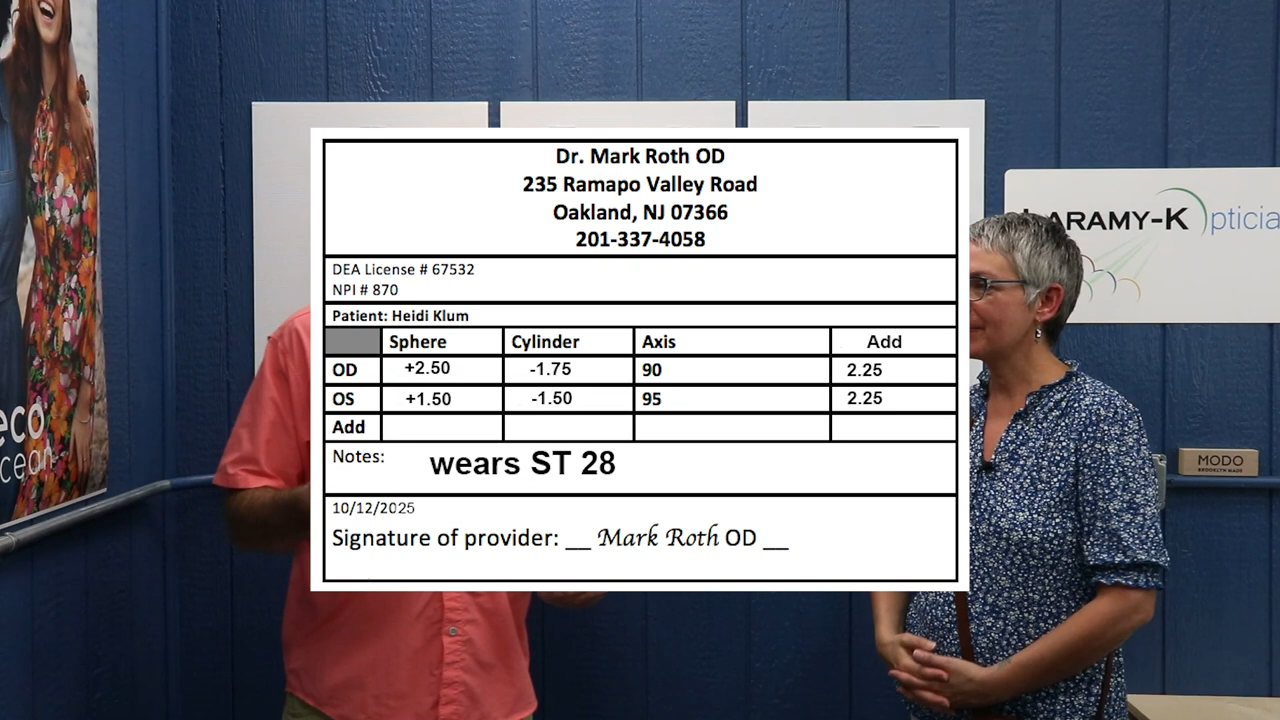 Dr. Mark Roth OD
235 Ramapo Valley Road
Oakland, NJ 07366
201-337-4058
DEA License # 67532
NPI # 870
Patient: Heidi Klum
Sphere Cylinder Axis Add
OD +2.50 -1.75 90 2.25
OS +1.50 -1.50 95 2.25
Add
Notes: wears ST 28
10/12/2025
Signature of provider: __ Mark Roth OD __
ARAMY-K pticia
eco
cean
MODO
BROOKLYN MADE